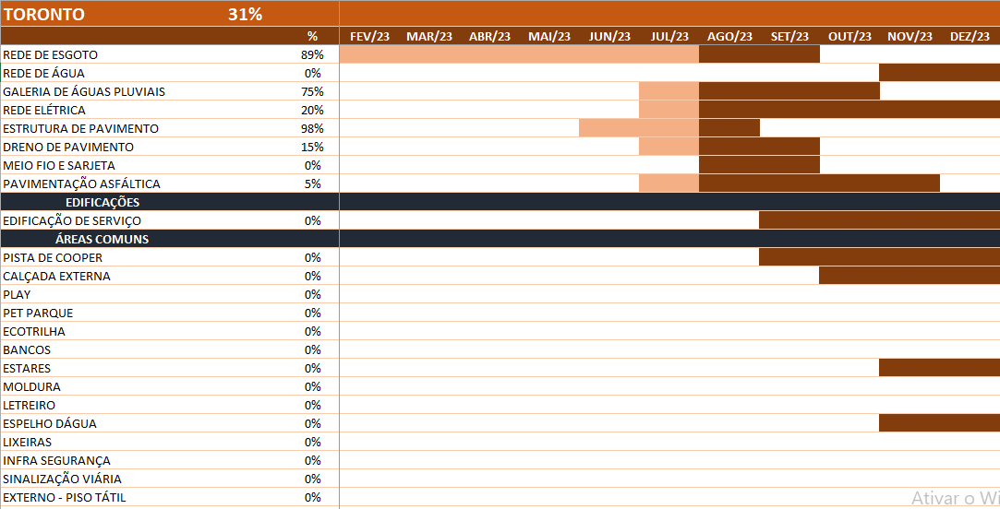 TORONTO 31%
% FEV/23 MAR/23 ABR/23 MAI/23 JUN/23 JUL/23 AGO/23 SET/23 OUT/23 NOV/23 DEZ/23
REDE DE ESGOTO 89%
REDE DE ÁGUA 0%
GALERIA DE ÁGUAS PLUVIAIS 75%
REDE ELÉTRICA 20%
ESTRUTURA DE PAVIMENTO 98%
DRENO DE PAVIMENTO 15%
MEIO FIO E SARJETA 0%
PAVIMENTAÇÃO ASFÁLTICA 5%
EDIFICAÇÕES
EDIFICAÇÃO DE SERVIÇO 0%
ÁREAS COMUNS
PISTA DE COOPER 0%
CALÇADA EXTERNA 0%
PLAY 0%
PET PARQUE 0%
ECOTRILHA 0%
BANCOS 0%
ESTARES 0%
MOLDURA 0%
LETREIRO 0%
ESPELHO DÁGUA 0%
LIXEIRAS 0%
INFRA SEGURANÇA 0%
SINALIZAÇÃO VIÁRIA 0%
EXTERNO - PISO TÁTIL 0%
Ativar o Wi